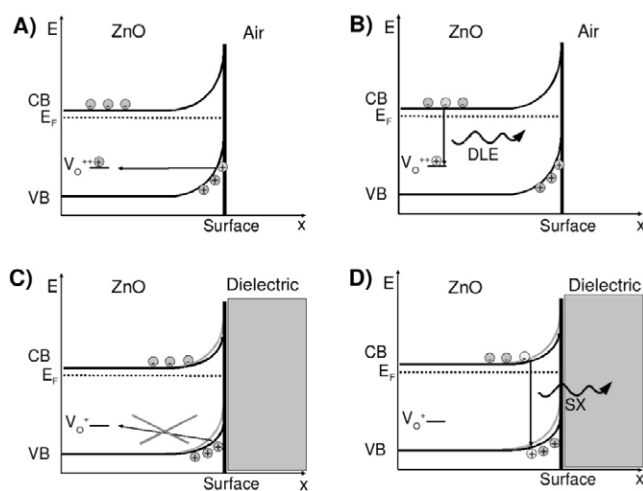 A)
E
ZnO
Air
CB
E_F
V_O^++
VB
Surface
x
B)
E
ZnO
Air
CB
E_F
DLE
V_O^++
VB
Surface
x
C)
E
ZnO
Dielectric
CB
E_F
V_O^+
VB
Surface
x
D)
E
ZnO
Dielectric
CB
E_F
SX
V_O^+
VB
Surface
x